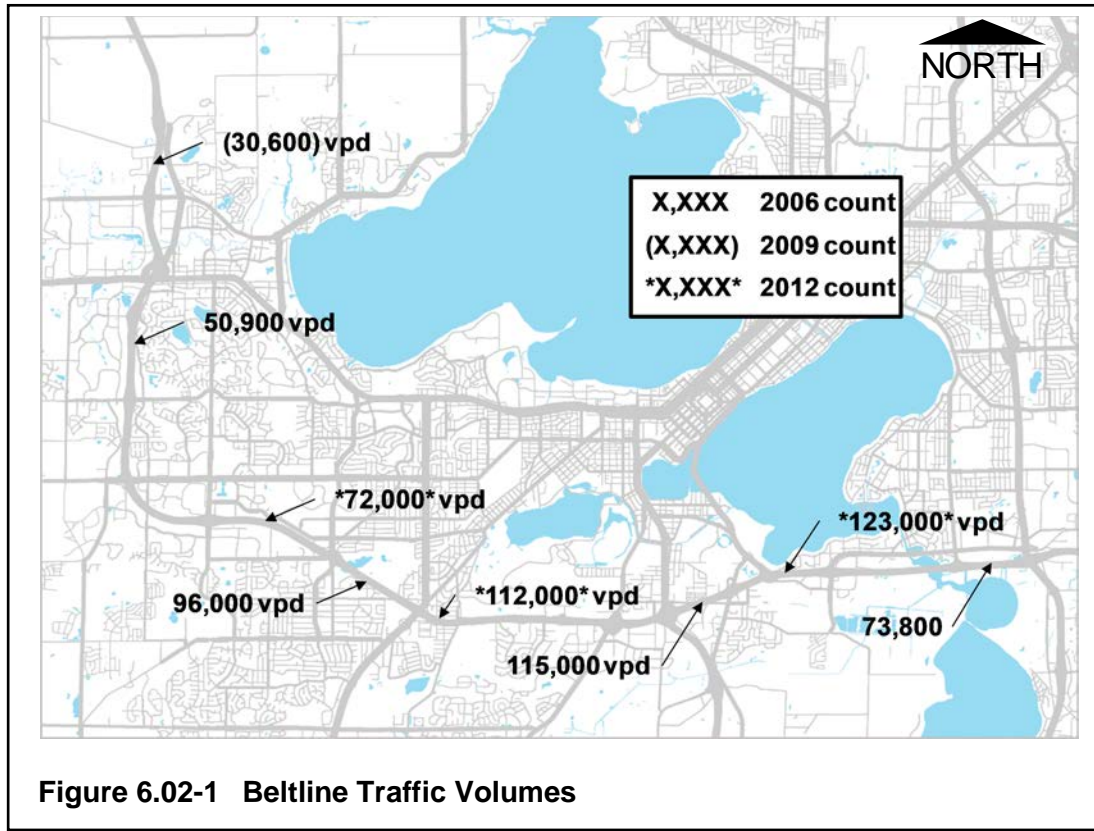 NORTH
(30,600) vpd
X,XXX 2006 count
(X,XXX) 2009 count
*X,XXX* 2012 count
50,900 vpd
*72,000* vpd
*123,000* vpd
96,000 vpd
*112,000* vpd
73,800
115,000 vpd
Figure 6.02-1 Beltline Traffic Volumes